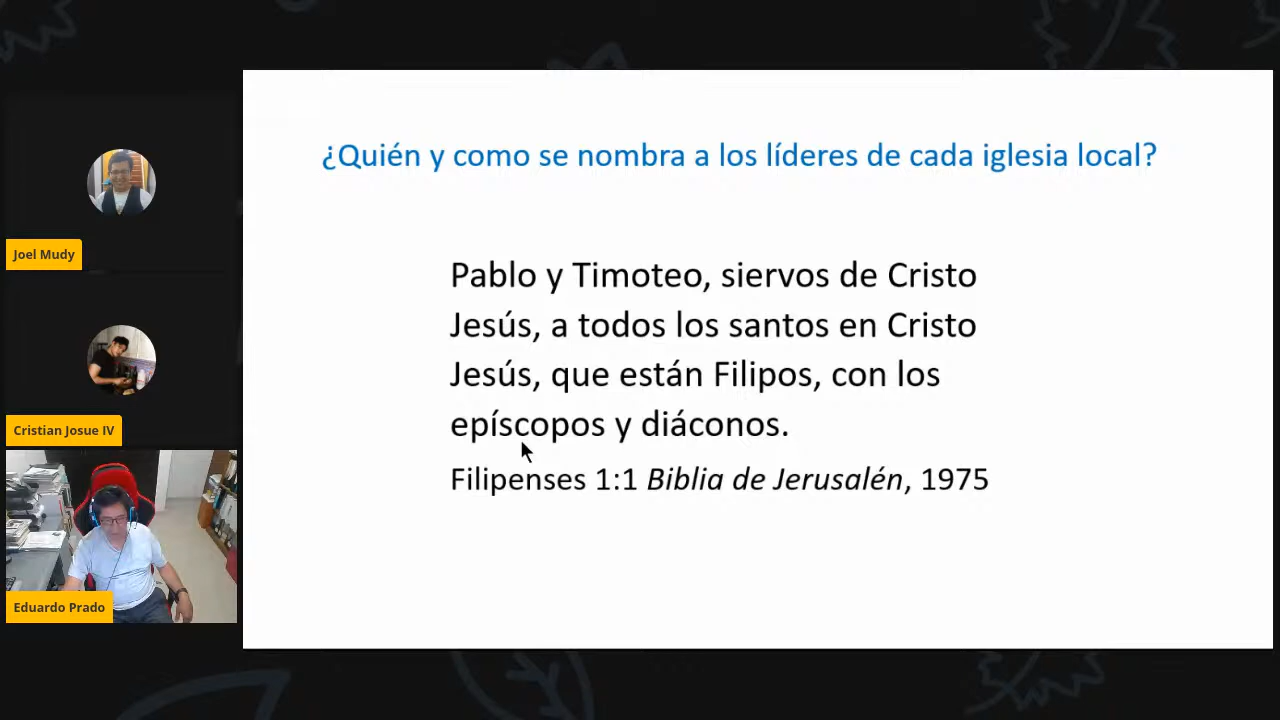 ¿Quién y como se nombra a los líderes de cada iglesia local?
Pablo y Timoteo, siervos de Cristo
Jesús, a todos los santos en Cristo
Jesús, que están Filipos, con los
epíscopos y diáconos.
Filipenses 1:1 Biblia de Jerusalén, 1975
Joel Mudy
Cristian Josue IV
Eduardo Prado